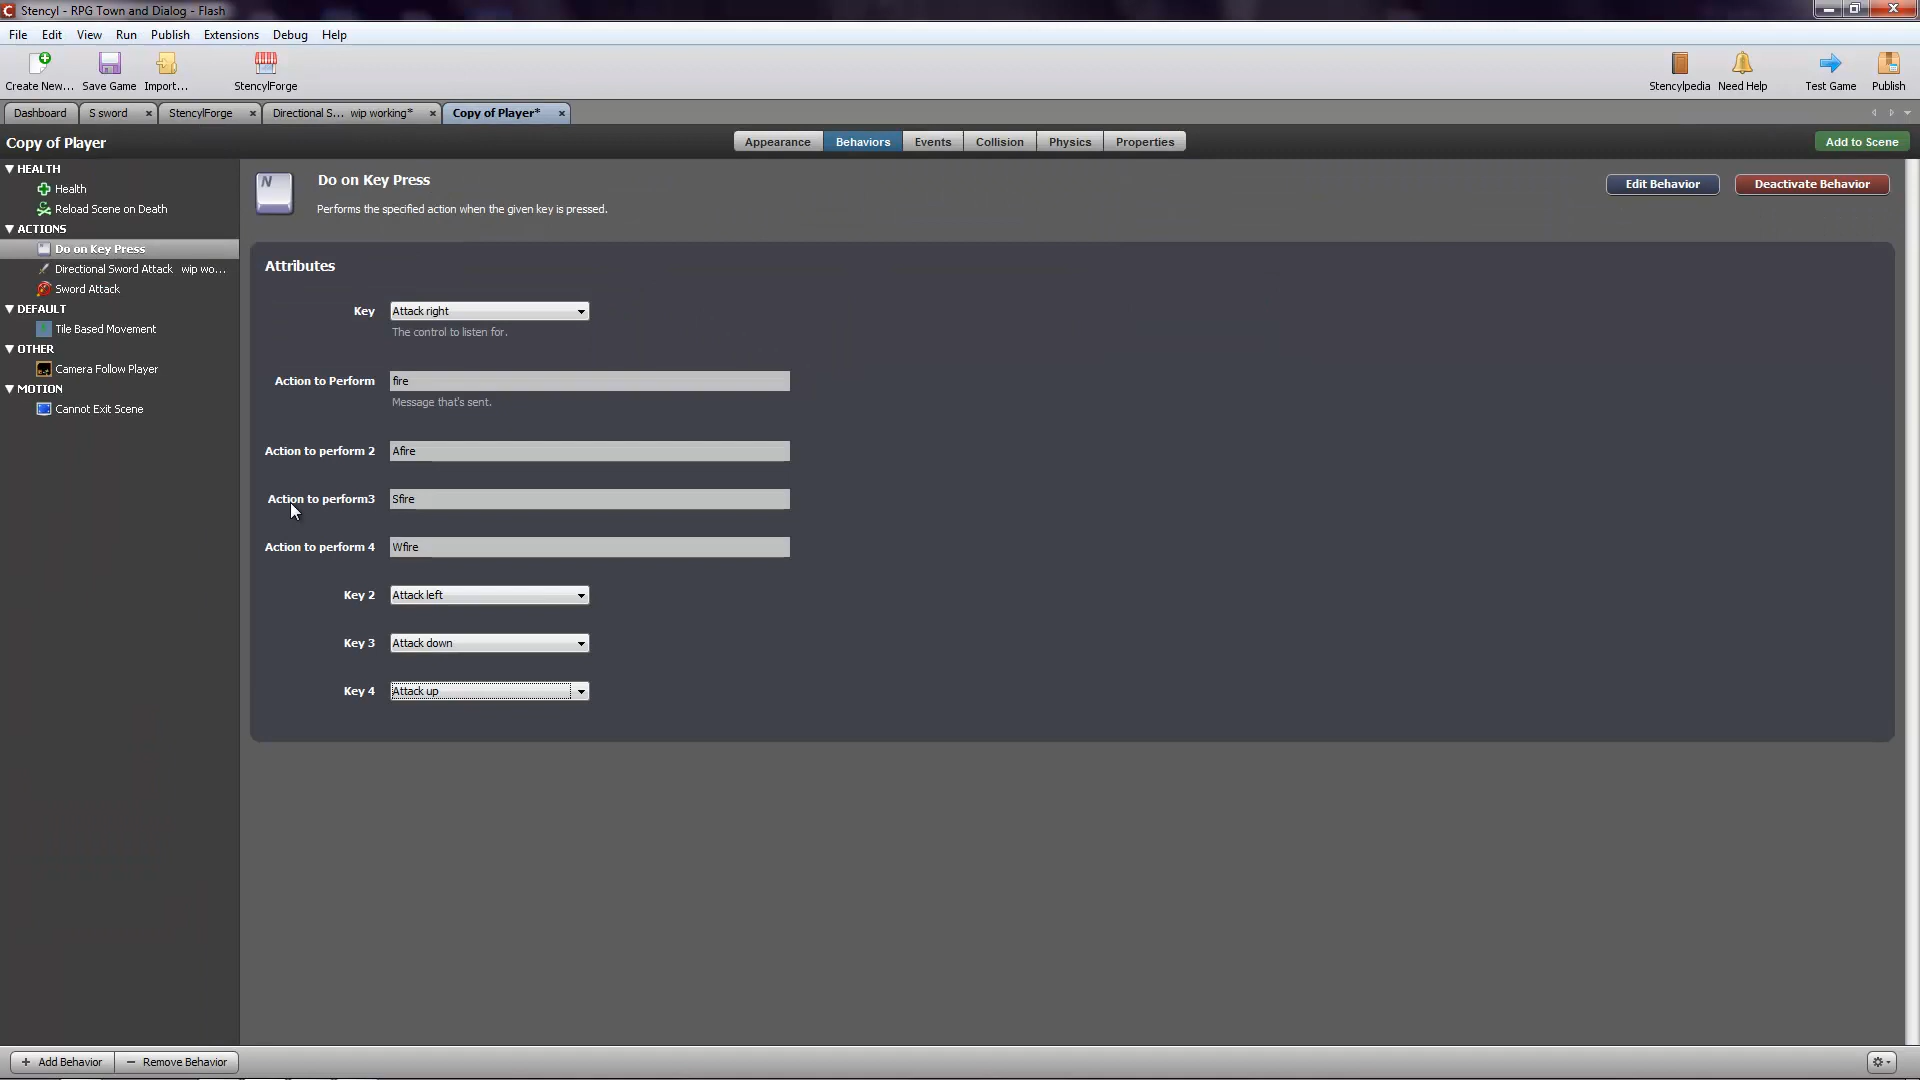 Stencyl - RPG Town and Dialog - Flash
File Edit View Run Publish Extensions Debug Help
Create New... Save Game Import... StencylForge Stencylpedia Need Help Test Game Publish
Dashboard S sword StencylForge Directional S... wip working* Copy of Player*
Copy of Player Appearance Behaviors Events Collision Physics Properties Add to Scene
HEALTH
Health
Reload Scene on Death
ACTIONS
Do on Key Press
Directional Sword Attack wip wo...
Sword Attack
DEFAULT
Tile Based Movement
OTHER
Camera Follow Player
MOTION
Cannot Exit Scene
N
Do on Key Press
Performs the specified action when the given key is pressed.
Edit Behavior Deactivate Behavior
Attributes
Key Attack right
The control to listen for.
Action to Perform fire
Message that's sent.
Action to perform 2 Afire
Action to perform3 Sfire
Action to perform 4 Wfire
Key 2 Attack left
Key 3 Attack down
Key 4 Attack up
+ Add Behavior − Remove Behavior